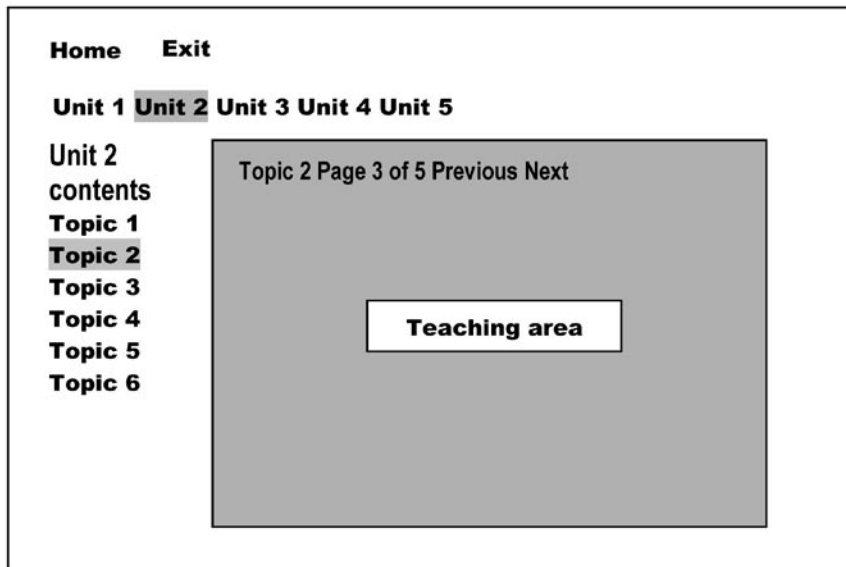 Home Exit
Unit 1 Unit 2 Unit 3 Unit 4 Unit 5
Unit 2
contents
Topic 1
Topic 2
Topic 3
Topic 4
Topic 5
Topic 6
Topic 2 Page 3 of 5 Previous Next
Teaching area